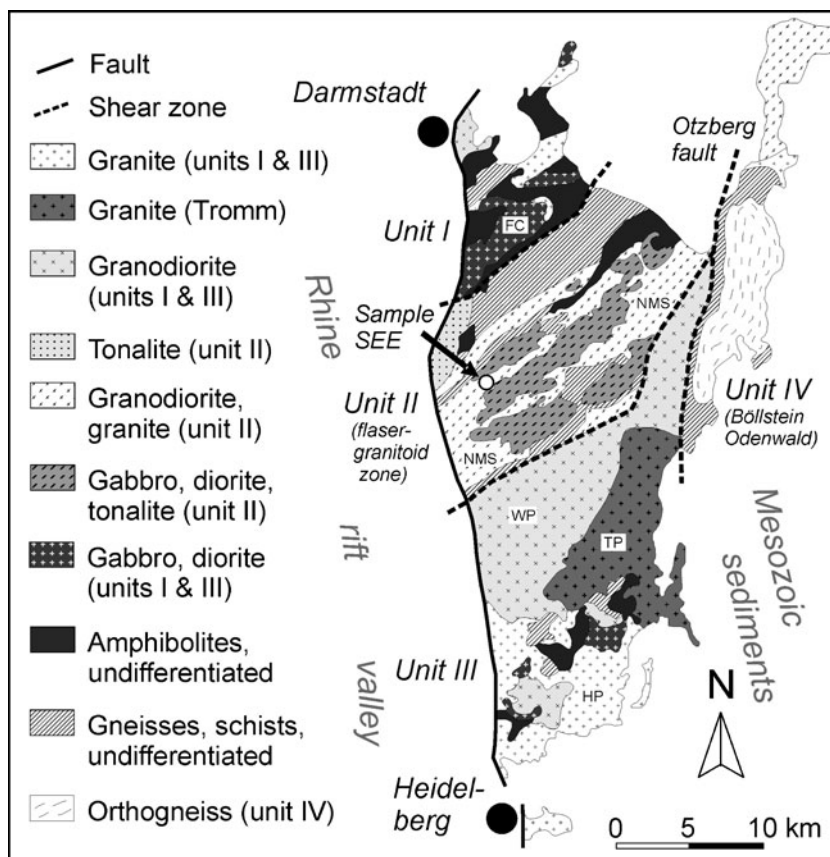 Fault
Shear zone
Granite (units I & III)
Granite (Tromm)
Granodiorite
(units I & III)
Tonalite (unit II)
Granodiorite,
granite (unit II)
Gabbro, diorite,
tonalite (unit II)
Gabbro, diorite
(units I & III)
Amphibolites,
undifferentiated
Gneisses, schists,
undifferentiated
Orthogneiss (unit IV)
Darmstadt
Otzberg
fault
Unit I
FC
Rhine
Sample
SEE
NMS
Unit II
(flaser-
granitoid
zone)
NMS
Unit IV
(Böllstein
Odenwald)
WP
rift
TP
Mesozoic
sediments
Unit III
valley
HP
N
Heidel-
berg
0 5 10 km